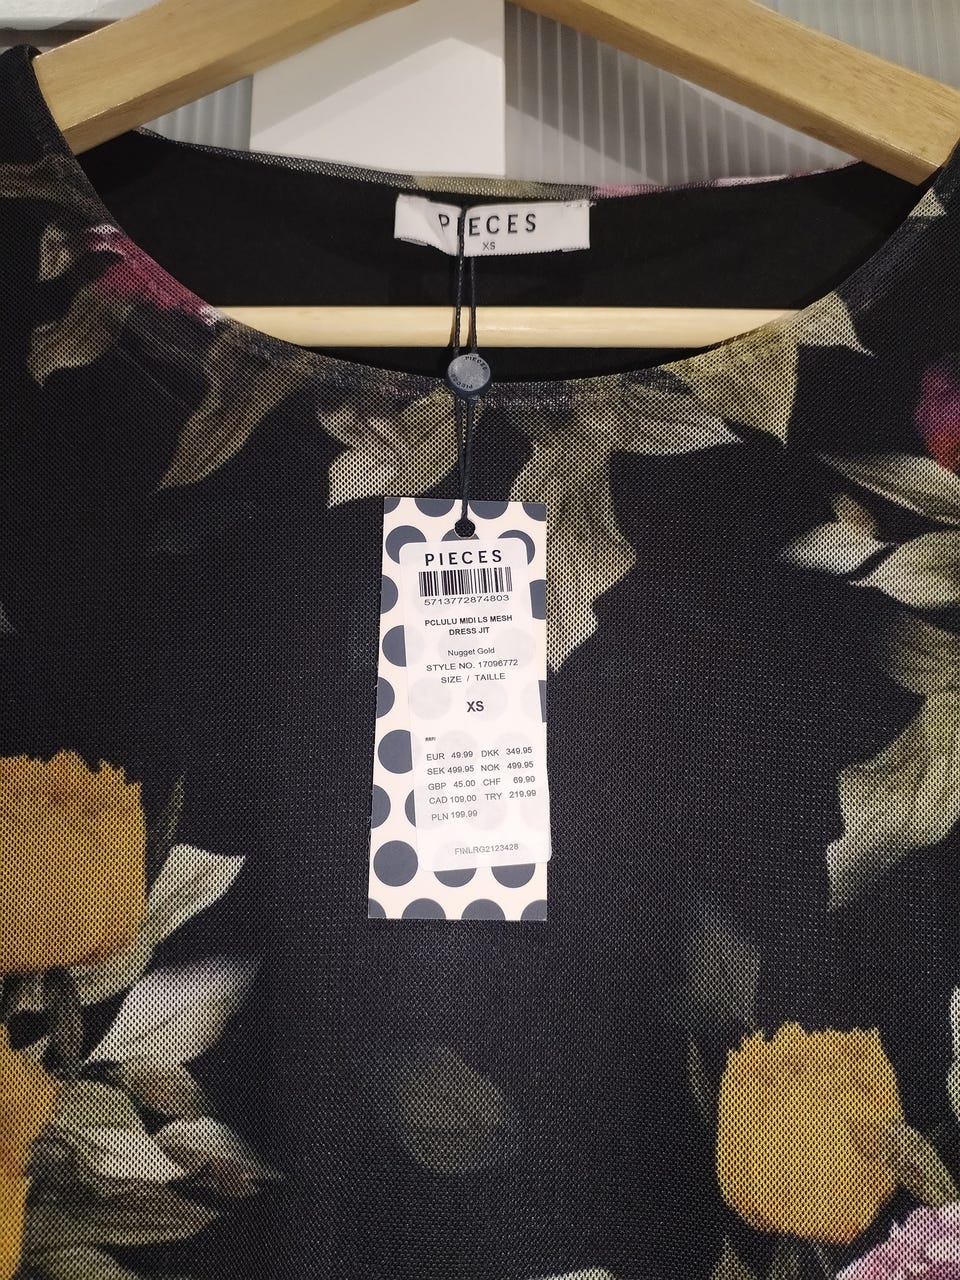 PIECES
XS
PIECES
PIECES
PIECES
5713772874803
PCLULU MIDI LS MESH
DRESS JIT
Nugget Gold
STYLE NO. 17096772
SIZE / TAILLE
XS
RRP:
EUR 49.99 DKK 349.95
SEK 499.95 NOK 499.95
GBP 45.00 CHF 69.90
CAD 109.00 TRY 219.99
PLN 199.99
FINLRG2123428